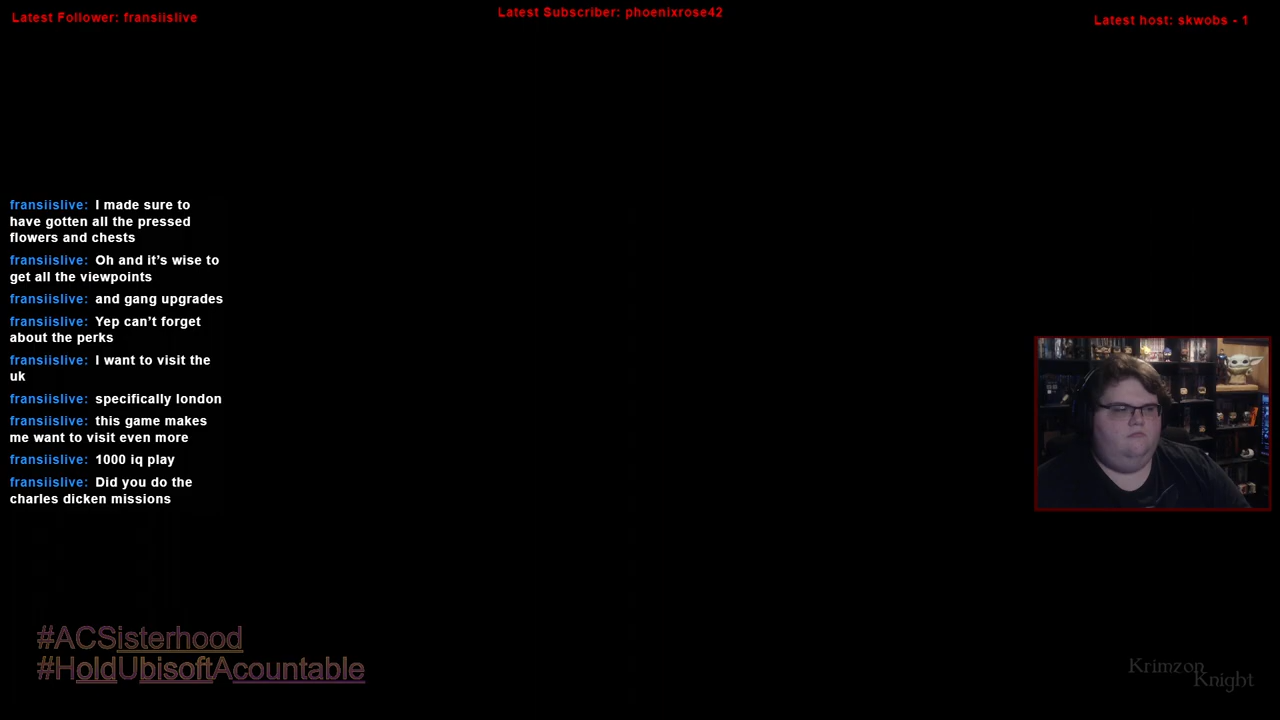 Latest Follower: fransiislive
Latest Subscriber: phoenixrose42
Latest host: skwobs - 1
fransiislive: I made sure to
have gotten all the pressed
flowers and chests
fransiislive: Oh and it's wise to
get all the viewpoints
fransiislive: and gang upgrades
fransiislive: Yep can't forget
about the perks
fransiislive: I want to visit the
uk
fransiislive: specifically london
fransiislive: this game makes
me want to visit even more
fransiislive: 1000 iq play
fransiislive: Did you do the
charles dicken missions
#ACSisterhood
#HoldUbisoftAcountable
Krimzon
Knight